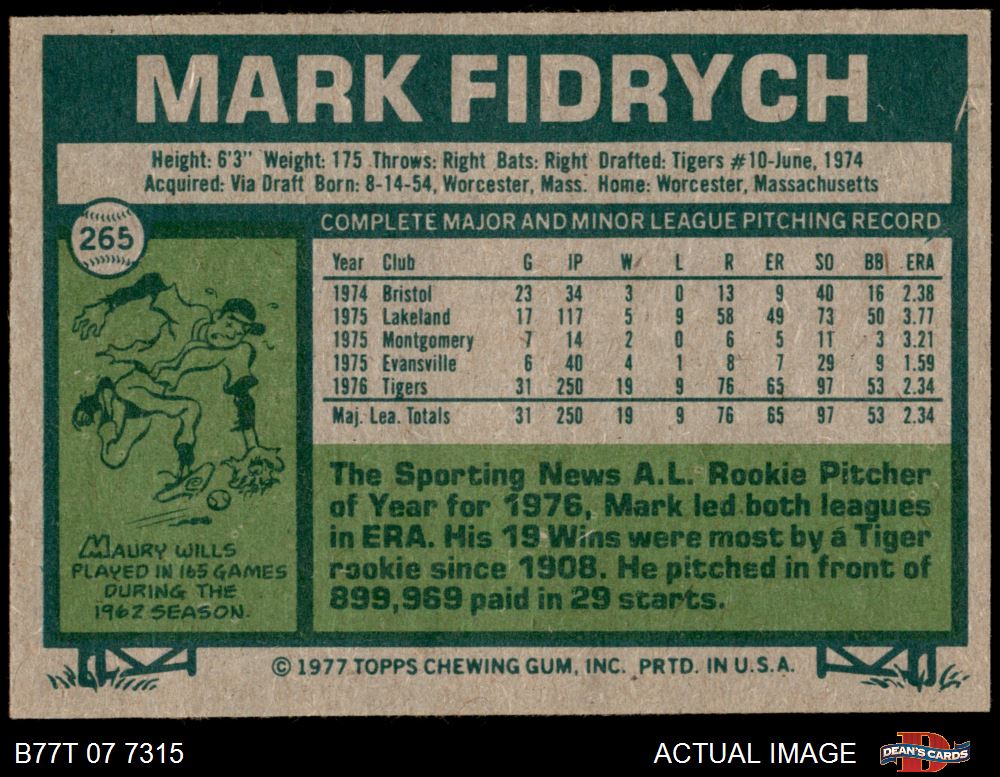 MARK FIDRYCH
Height: 6'3" Weight: 175 Throws: Right Bats: Right Drafted: Tigers #10-June, 1974
Acquired: Via Draft Born: 8-14-54, Worcester, Mass. Home: Worcester, Massachusetts
265
COMPLETE MAJOR AND MINOR LEAGUE PITCHING RECORD
Year Club G IP W L R ER SO BB ERA
1974 Bristol 23 34 3 0 13 9 40 16 2.38
1975 Lakeland 17 117 5 9 58 49 73 50 3.77
1975 Montgomery 7 14 2 0 6 5 11 3 3.21
1975 Evansville 6 40 4 1 8 7 29 9 1.59
1976 Tigers 31 250 19 9 76 65 97 53 2.34
Maj. Lea. Totals 31 250 19 9 76 65 97 53 2.34
The Sporting News A.L. Rookie Pitcher
of Year for 1976, Mark led both leagues
in ERA. His 19 Wins were most by a Tiger
rookie since 1908. He pitched in front of
899,969 paid in 29 starts.
MAURY WILLS
PLAYED IN 165 GAMES
DURING THE
1962 SEASON.
© 1977 TOPPS CHEWING GUM, INC. PRTD. IN U.S.A.
B77T 07 7315
ACTUAL IMAGE
D
DEAN'S CARDS